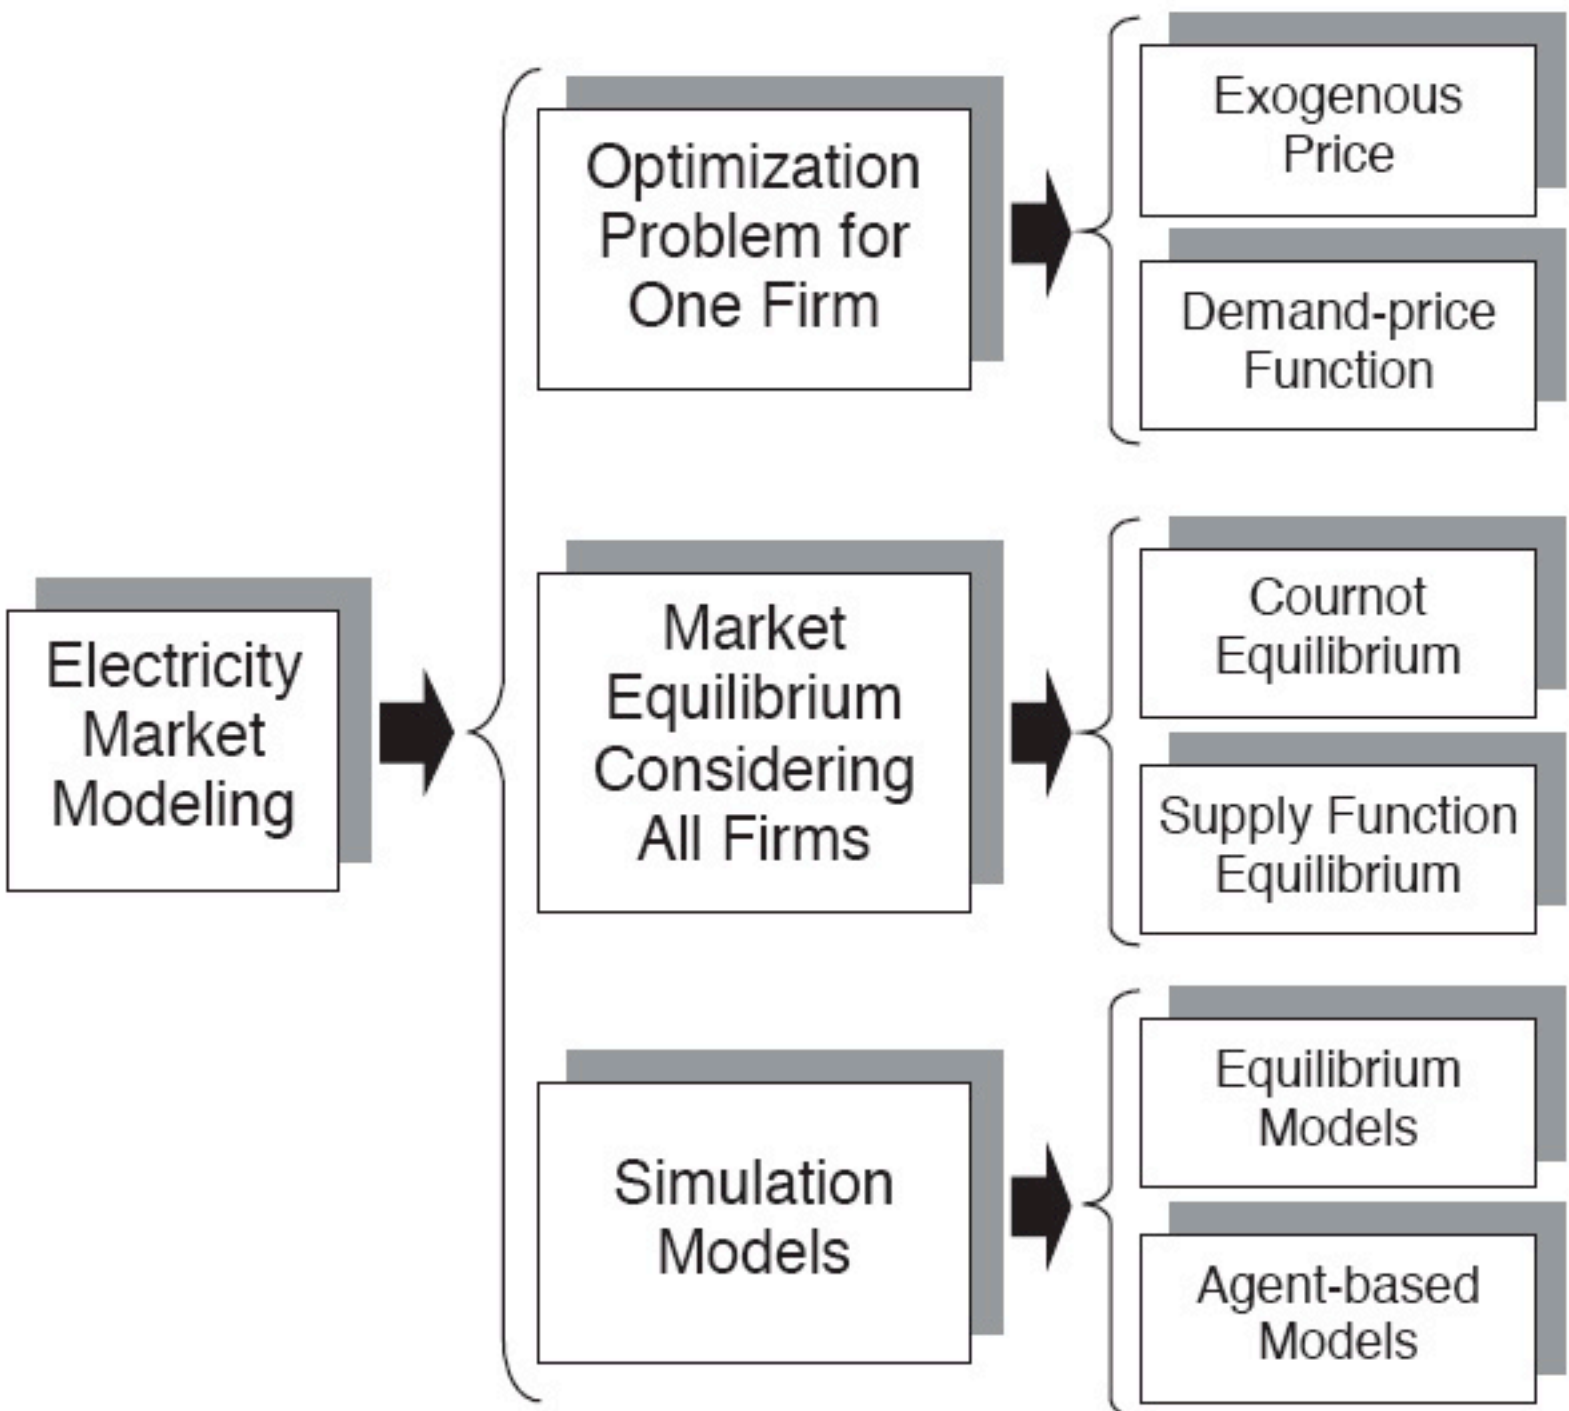 Electricity
Market
Modeling
Optimization
Problem for
One Firm
Exogenous
Price
Demand-price
Function
Market
Equilibrium
Considering
All Firms
Cournot
Equilibrium
Supply Function
Equilibrium
Simulation
Models
Equilibrium
Models
Agent-based
Models